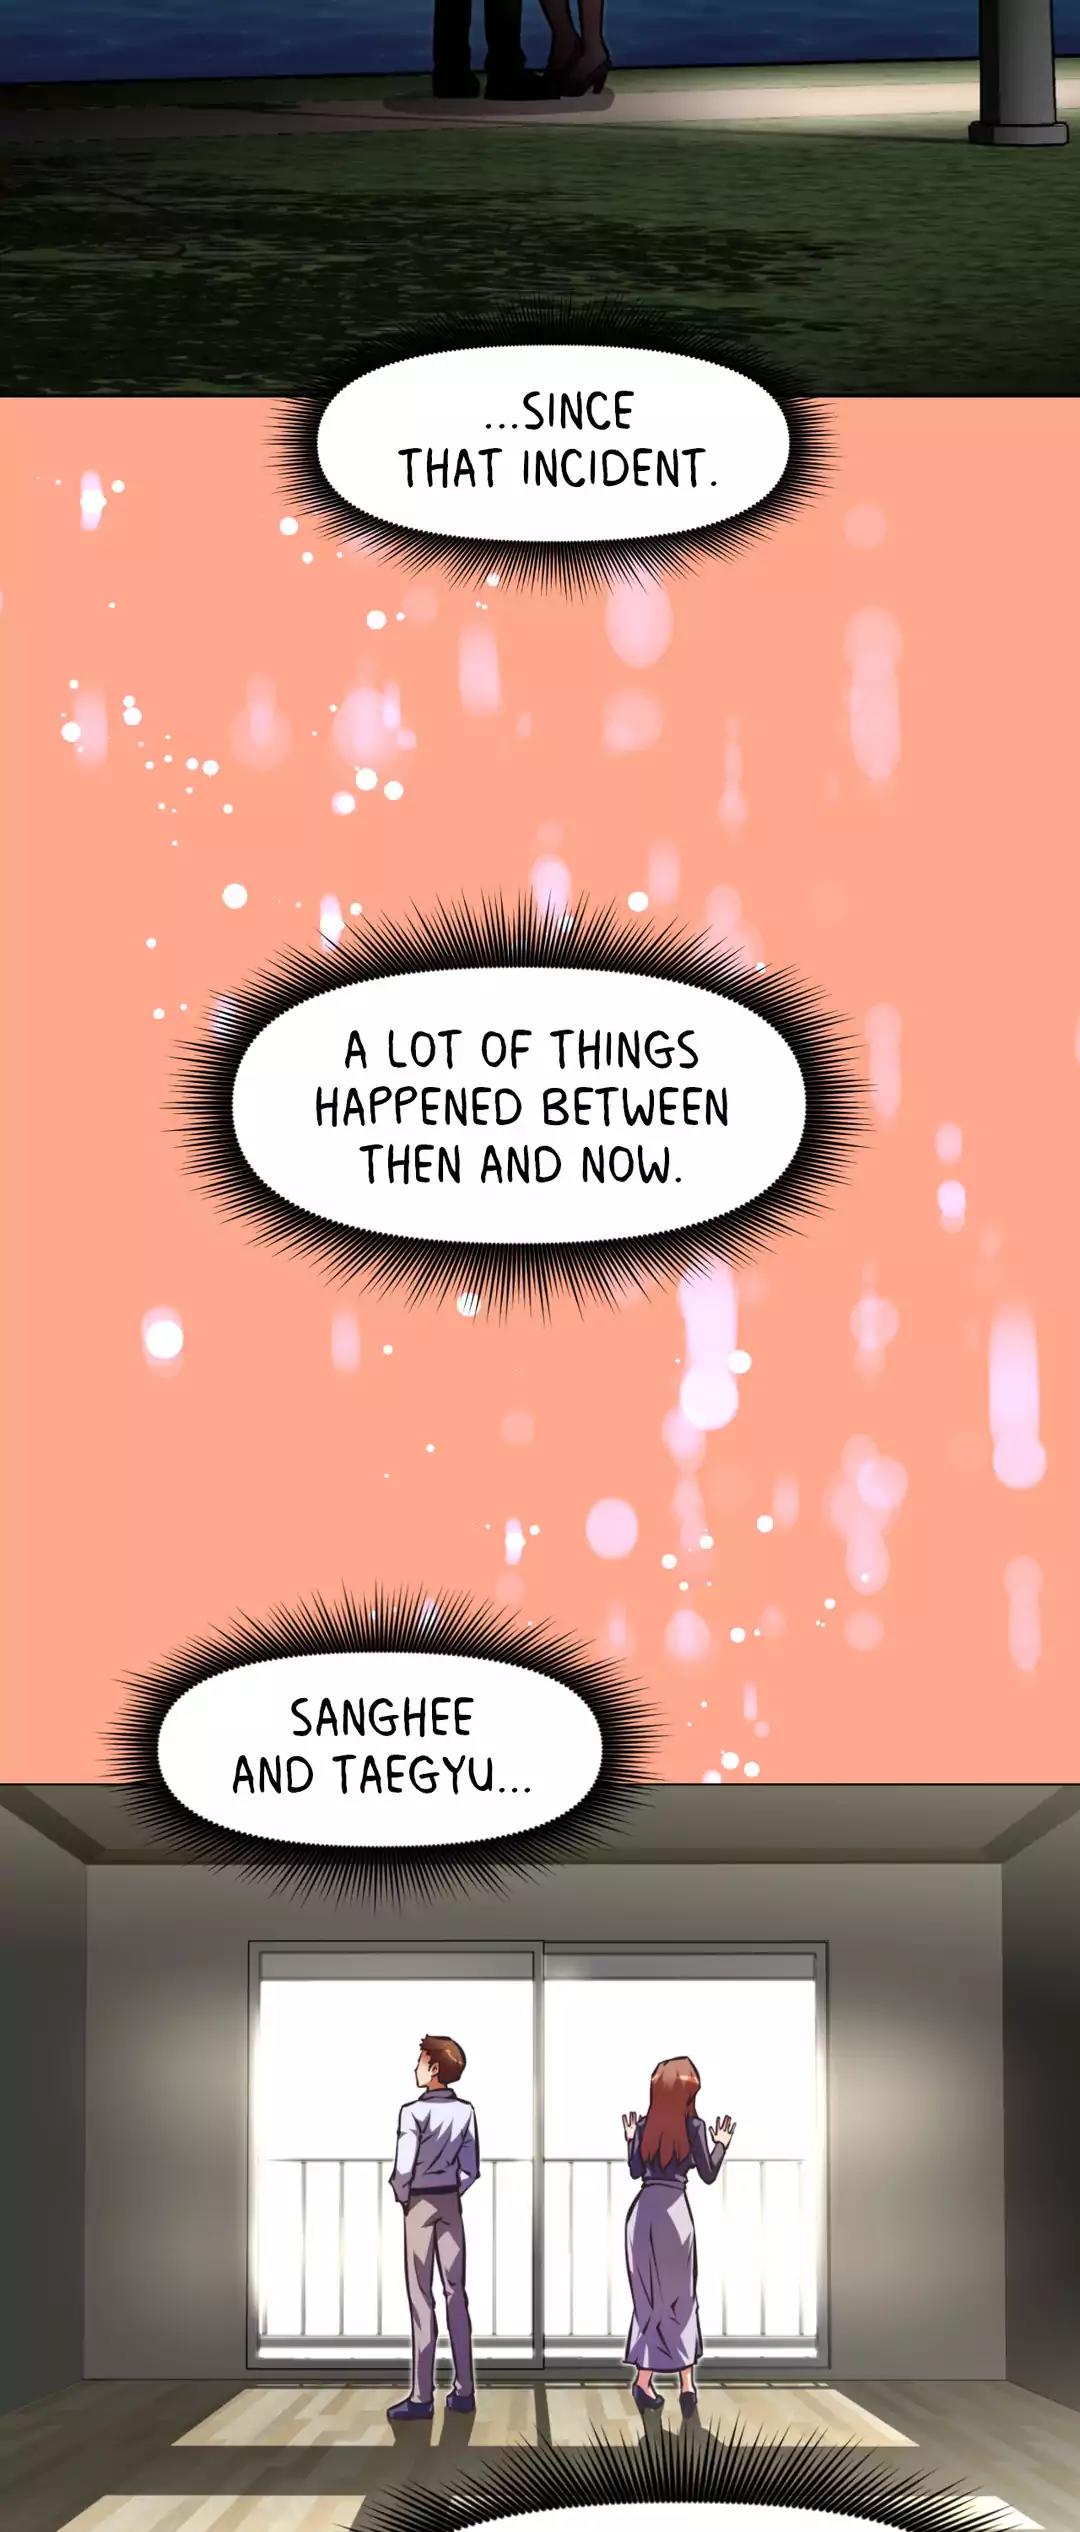 ...SINCE
THAT INCIDENT.
A LOT OF THINGS
HAPPENED BETWEEN
THEN AND NOW.
SANGHEE
AND TAEGYU...